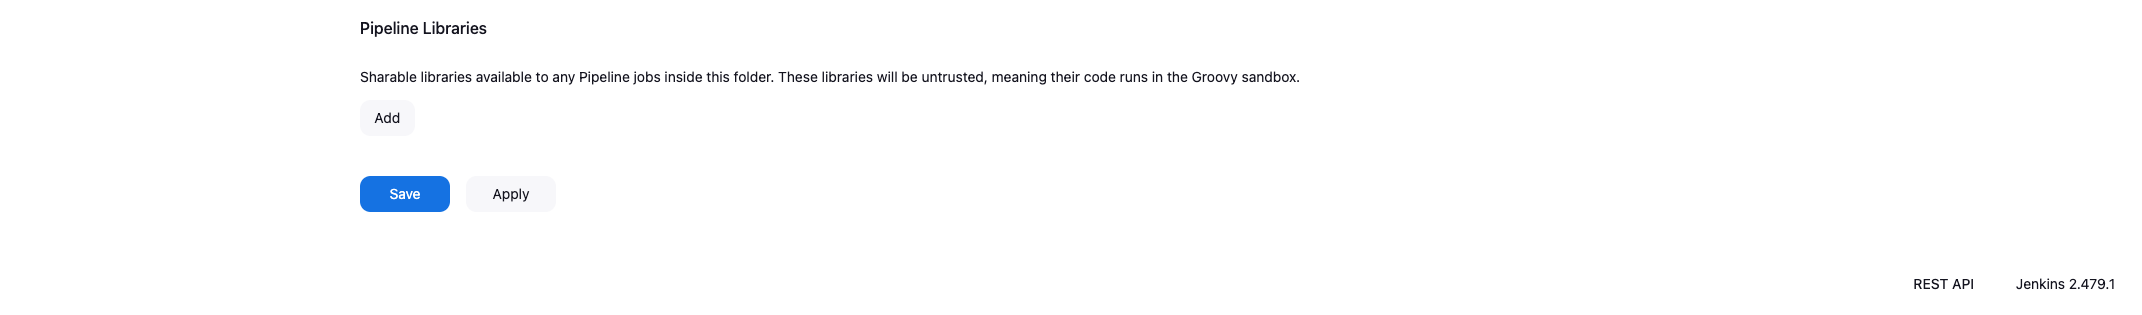 Pipeline Libraries
Sharable libraries available to any Pipeline jobs inside this folder. These libraries will be untrusted, meaning their code runs in the Groovy sandbox.
Add
Save Apply
REST API Jenkins 2.479.1